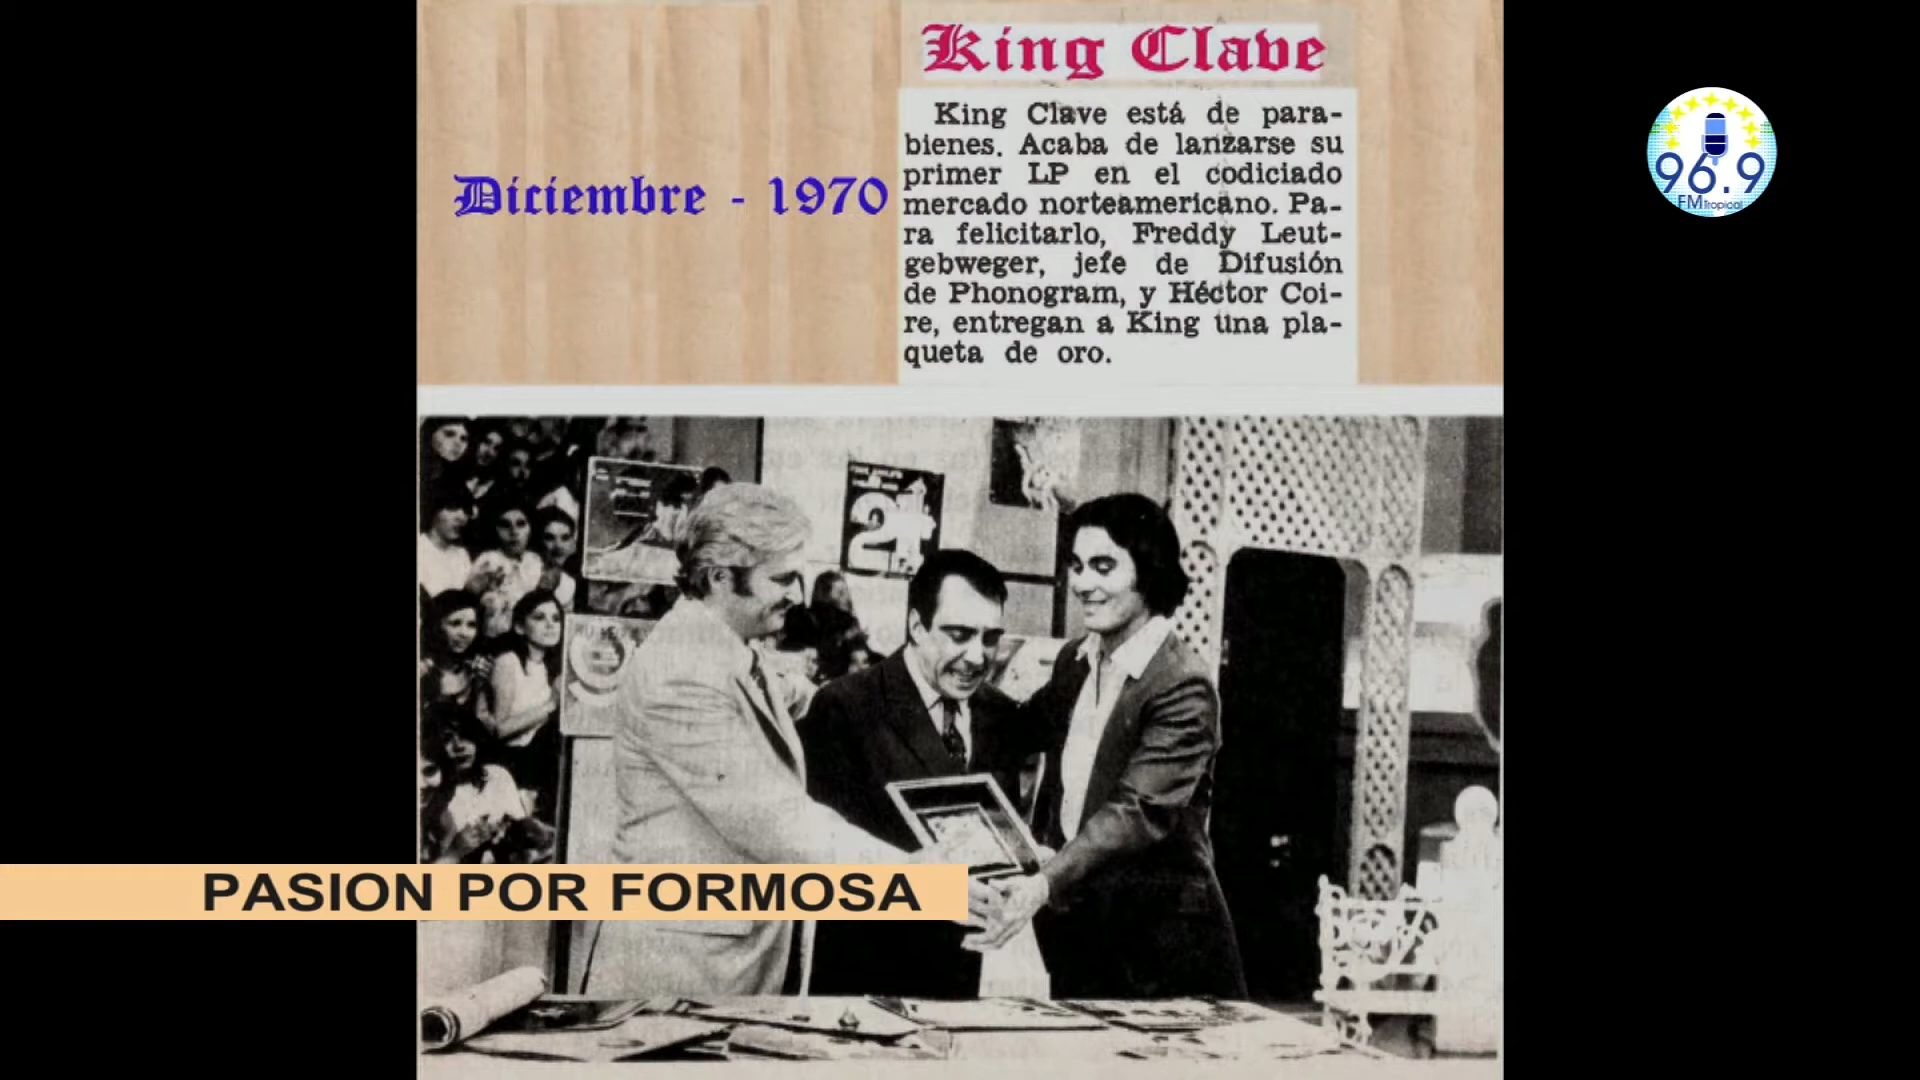 King Clave
King Clave está de para-
bienes. Acaba de lanzarse su
primer LP en el codiciado
mercado norteamericano. Pa-
ra felicitarlo, Freddy Leut-
gebweger, jefe de Difusión
de Phonogram, y Héctor Coi-
re, entregan a King una pla-
queta de oro.
Diciembre - 1970
96.9
FM Tropical
PASION POR FORMOSA